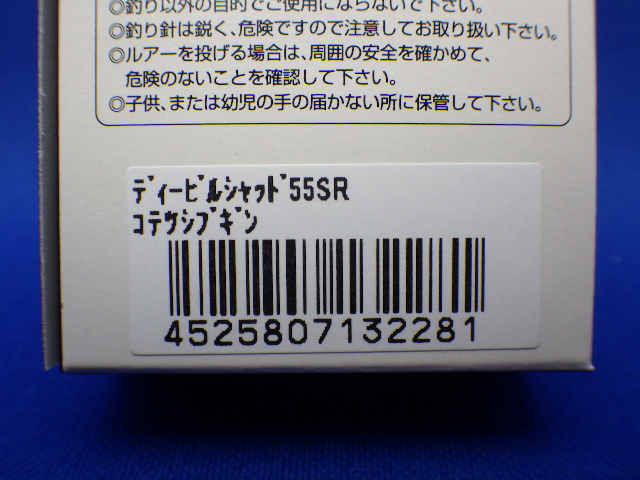 ◎釣り以外の目的でご使用にならないで下さい。
◎釣り針は鋭く、危険ですので注意してお取り扱い下さい。
◎ルアーを投げる場合は、周囲の安全を確かめて、
危険のないことを確認して下さい。
◎子供、または幼児の手の届かない所に保管して下さい。
ディービルシャッド55SR
コテツシブギン
4525807132281